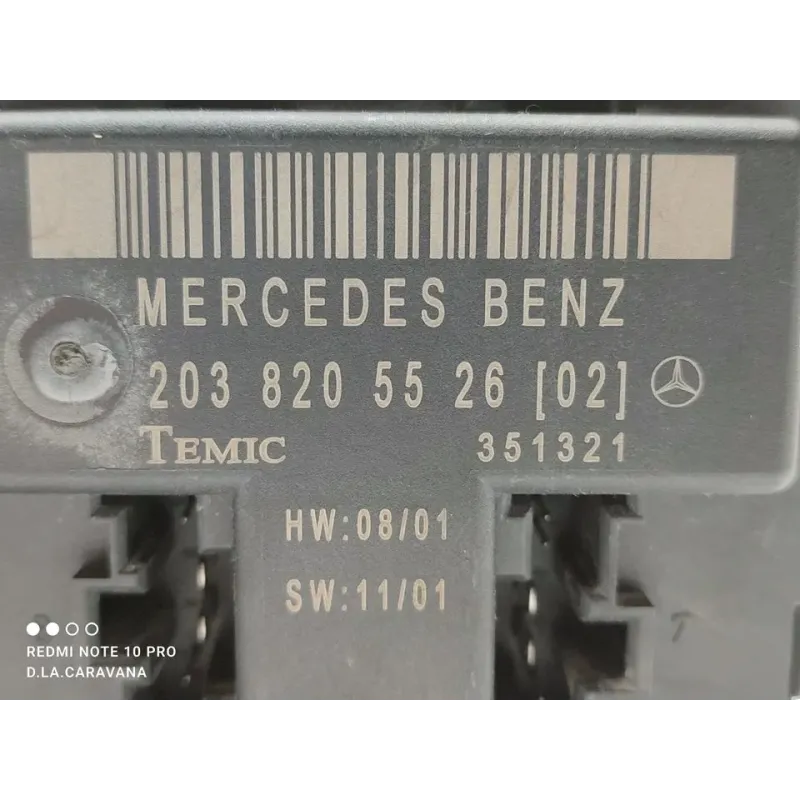 MERCEDES BENZ
203 820 55 26 [02]
TEMIC 351321
HW:08/01
SW:11/01
REDMI NOTE 10 PRO
D.LA.CARAVANA